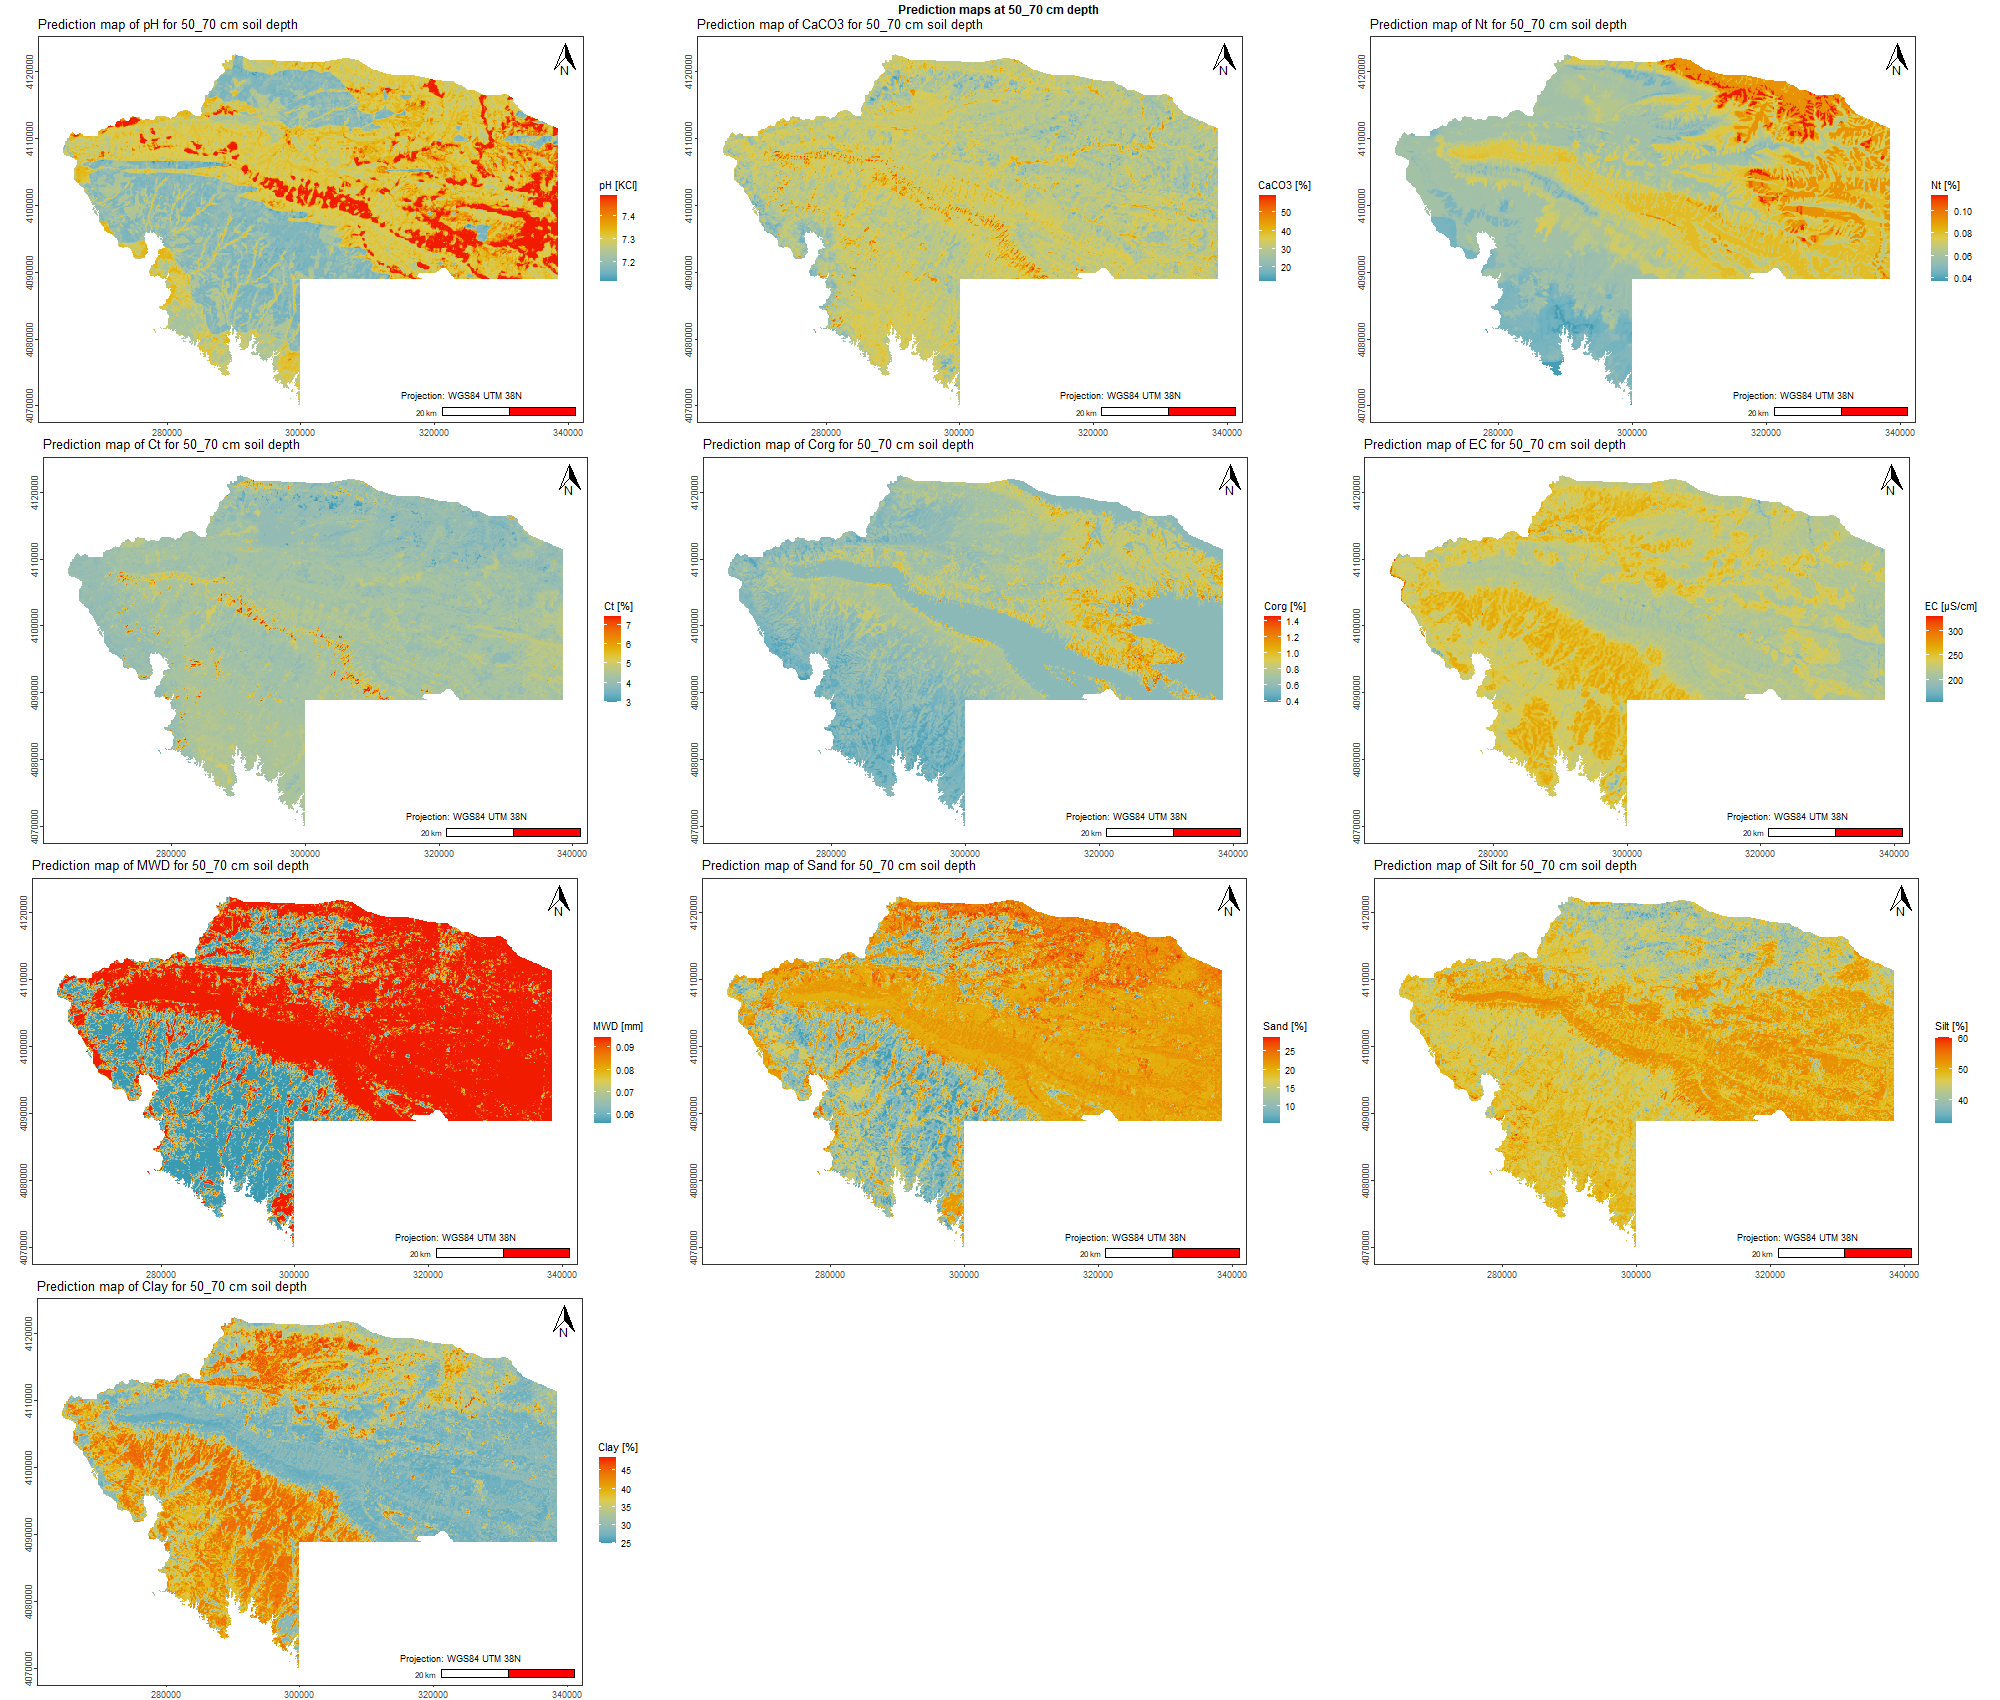 Prediction maps at 50_70 cm depth
Prediction map of pH for 50_70 cm soil depth
4120000
4110000
4100000
4090000
4080000
4070000
N
pH [KCl]
7.4
7.3
7.2
Projection: WGS84 UTM 38N
20 km
280000 300000 320000 340000
Prediction map of CaCO3 for 50_70 cm soil depth
4120000
4110000
4100000
4090000
4080000
4070000
N
CaCO3 [%]
50
40
30
20
Projection: WGS84 UTM 38N
20 km
280000 300000 320000 340000
Prediction map of Nt for 50_70 cm soil depth
4120000
4110000
4100000
4090000
4080000
4070000
N
Nt [%]
0.10
0.08
0.06
0.04
Projection: WGS84 UTM 38N
20 km
280000 300000 320000 340000
Prediction map of Ct for 50_70 cm soil depth
4120000
4110000
4100000
4090000
4080000
4070000
N
Ct [%]
7
6
5
4
3
Projection: WGS84 UTM 38N
20 km
280000 300000 320000 340000
Prediction map of Corg for 50_70 cm soil depth
4120000
4110000
4100000
4090000
4080000
4070000
N
Corg [%]
1.4
1.2
1.0
0.8
0.6
0.4
Projection: WGS84 UTM 38N
20 km
280000 300000 320000 340000
Prediction map of EC for 50_70 cm soil depth
4120000
4110000
4100000
4090000
4080000
4070000
N
EC [µS/cm]
300
250
200
Projection: WGS84 UTM 38N
20 km
280000 300000 320000 340000
Prediction map of MWD for 50_70 cm soil depth
4120000
4110000
4100000
4090000
4080000
4070000
N
MWD [mm]
0.09
0.08
0.07
0.06
Projection: WGS84 UTM 38N
20 km
280000 300000 320000 340000
Prediction map of Sand for 50_70 cm soil depth
4120000
4110000
4100000
4090000
4080000
4070000
N
Sand [%]
25
20
15
10
Projection: WGS84 UTM 38N
20 km
280000 300000 320000 340000
Prediction map of Silt for 50_70 cm soil depth
4120000
4110000
4100000
4090000
4080000
4070000
N
Silt [%]
60
50
40
Projection: WGS84 UTM 38N
20 km
280000 300000 320000 340000
Prediction map of Clay for 50_70 cm soil depth
4120000
4110000
4100000
4090000
4080000
4070000
N
Clay [%]
45
40
35
30
25
Projection: WGS84 UTM 38N
20 km
280000 300000 320000 340000